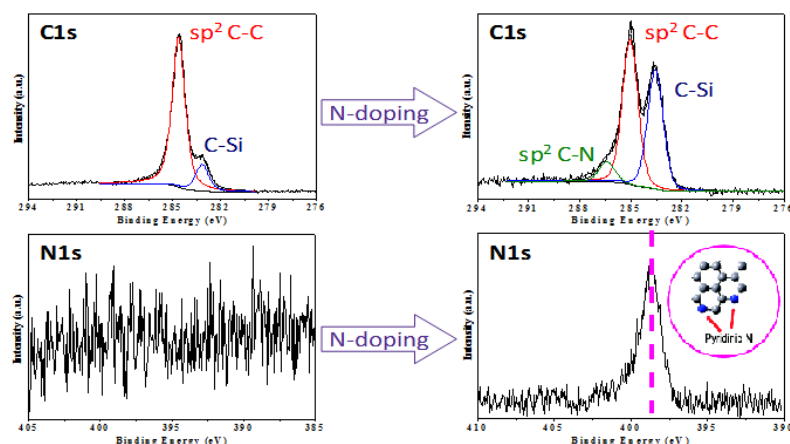 C1s
sp² C-C
C-Si
Intensity (a.u.)
294 291 288 285 282 279 276
Binding Energy (eV)
N-doping
C1s
sp² C-C
C-Si
sp² C-N
Intensity (a.u.)
294 291 288 285 282 279 276
Binding Energy (eV)
N1s
Intensity (a.u.)
405 400 395 390 385
Binding Energy (eV)
N-doping
N1s
Pyridinic N
Intensity (a.u.)
410 405 400 395 390
Binding Energy (eV)